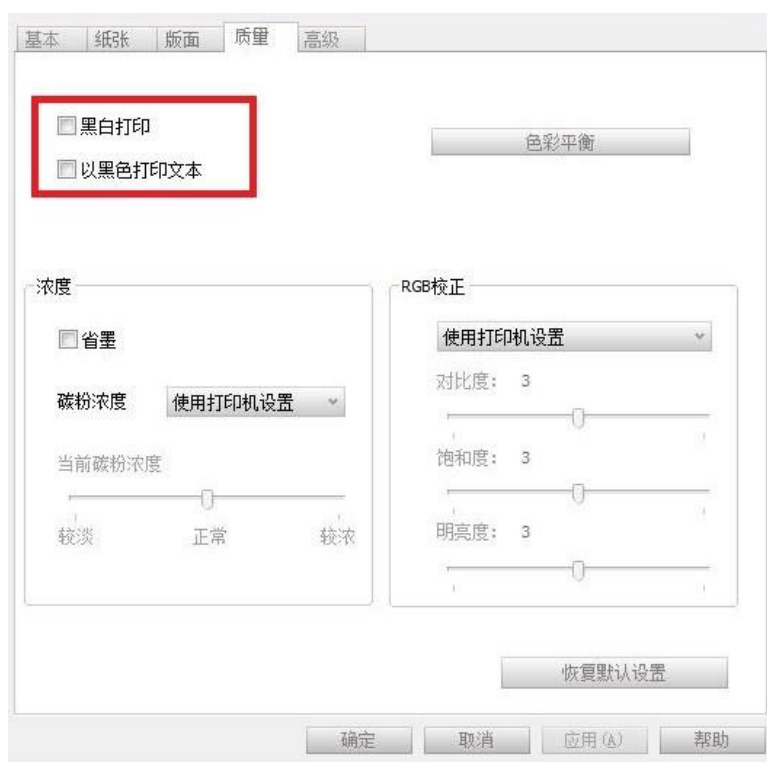 基本 纸张 版面 质量 高级
黑白打印
色彩平衡
以黑色打印文本
浓度
省墨
碳粉浓度 使用打印机设置
当前碳粉浓度
较淡 正常 较浓
RGB校正
使用打印机设置
对比度: 3
饱和度: 3
明亮度: 3
恢复默认设置
确定 取消 应用(A) 帮助